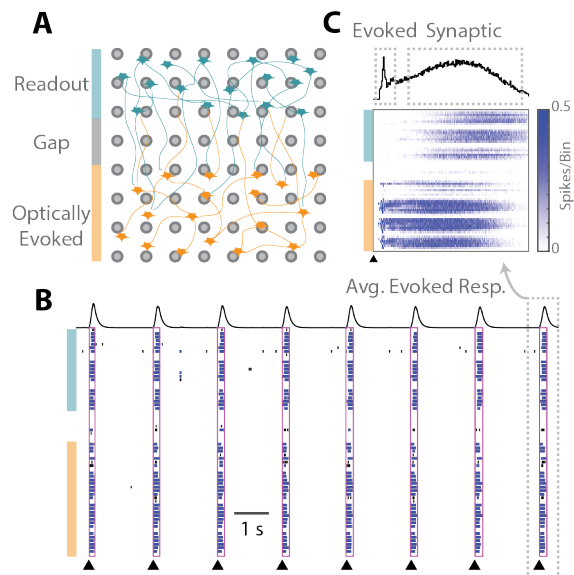 A
Readout
Gap
Optically
Evoked
C
Evoked Synaptic
0.5
Spikes/Bin
0
Avg. Evoked Resp.
B
1 s